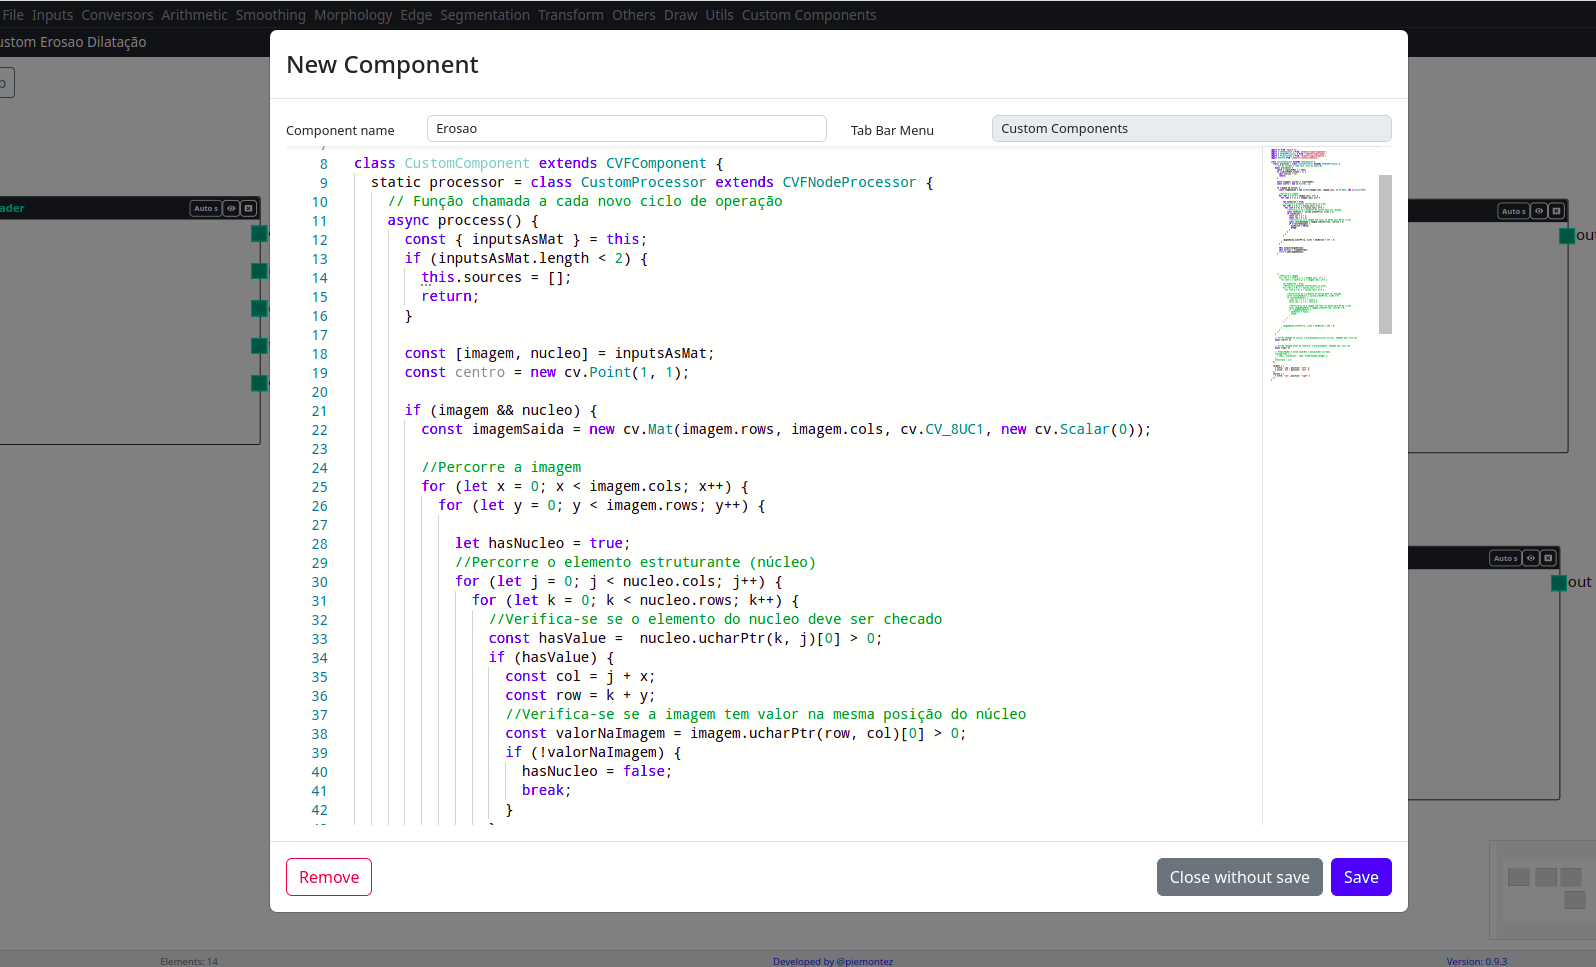 File Inputs Conversors Arithmetic Smoothing Morphology Edge Segmentation Transform Others Draw Utils Custom Components
ustom Erosao Dilatação
New Component
Component name
Erosao
Tab Bar Menu
Custom Components
ader
Auto s
Auto s
out
Auto s
out
8 class CustomComponent extends CVFComponent {
9 static processor = class CustomProcessor extends CVFNodeProcessor {
10 // Função chamada a cada novo ciclo de operação
11 async proccess() {
12 const { inputsAsMat } = this;
13 if (inputsAsMat.length < 2) {
14 this.sources = [];
15 return;
16 }
17
18 const [imagem, nucleo] = inputsAsMat;
19 const centro = new cv.Point(1, 1);
20
21 if (imagem && nucleo) {
22 const imagemSaida = new cv.Mat(imagem.rows, imagem.cols, cv.CV_8UC1, new cv.Scalar(0));
23
24 //Percorre a imagem
25 for (let x = 0; x < imagem.cols; x++) {
26 for (let y = 0; y < imagem.rows; y++) {
27
28 let hasNucleo = true;
29 //Percorre o elemento estruturante (núcleo)
30 for (let j = 0; j < nucleo.cols; j++) {
31 for (let k = 0; k < nucleo.rows; k++) {
32 //Verifica-se se o elemento do nucleo deve ser checado
33 const hasValue =  nucleo.ucharPtr(k, j)[0] > 0;
34 if (hasValue) {
35 const col = j + x;
36 const row = k + y;
37 //Verifica-se se a imagem tem valor na mesma posição do núcleo
38 const valorNaImagem = imagem.ucharPtr(row, col)[0] > 0;
39 if (!valorNaImagem) {
40 hasNucleo = false;
41 break;
42 }
Remove
Close without save
Save
Elements: 14
Developed by @piemontez
Version: 0.9.3